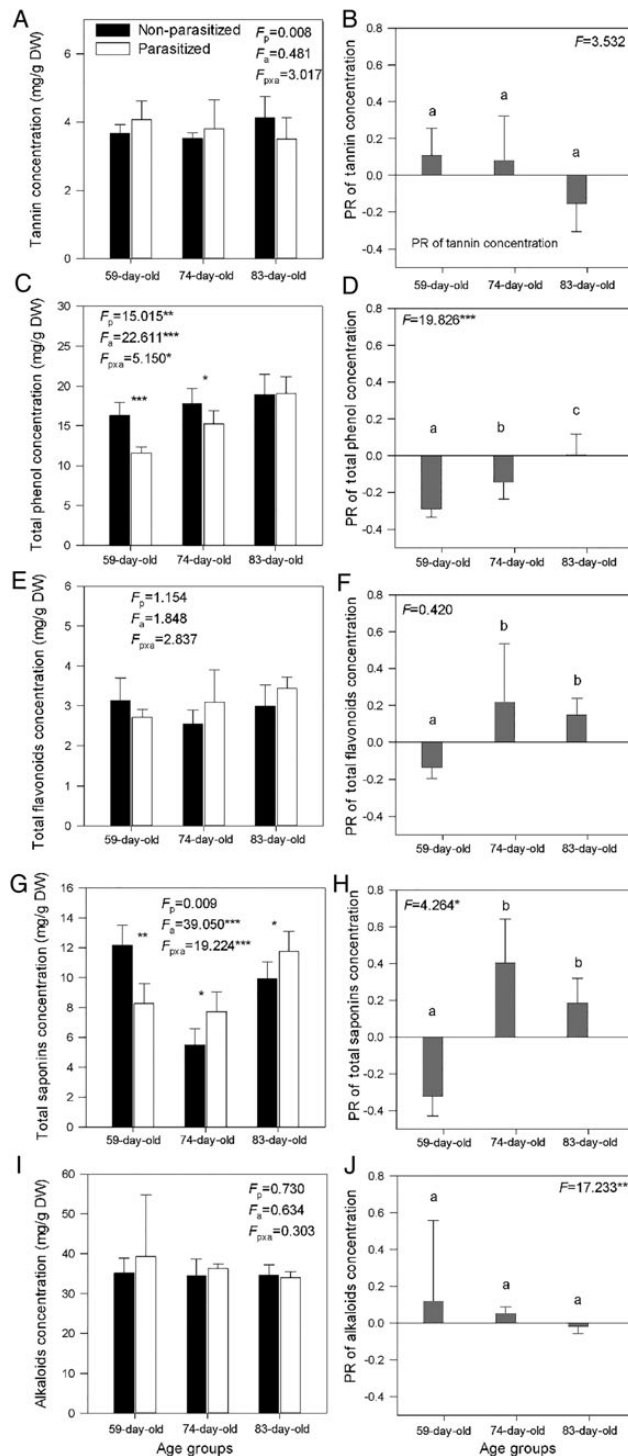 A
Non-parasitized
Parasitized
Fp=0.008
Fa=0.481
Fpxa=3.017
Tannin concentration (mg/g DW)
8
6
4
2
0
59-day-old 74-day-old 83-day-old
B
F=3.532
PR of tannin concentration
0.8
0.6
0.4
0.2
0.0
-0.2
-0.4
a a a
PR of tannin concentration
59-day-old 74-day-old 83-day-old
C
Fp=15.015**
Fa=22.611***
Fpxa=5.150*
Total phenol concentration (mg/g DW)
30
25
20
15
10
5
0
*** *
59-day-old 74-day-old 83-day-old
D
F=19.826***
PR of total phenol concentration
0.8
0.6
0.4
0.2
0.0
-0.2
-0.4
a b c
59-day-old 74-day-old 83-day-old
E
Fp=1.154
Fa=1.848
Fpxa=2.837
Total flavonoids concentration (mg/g DW)
6
5
4
3
2
1
0
59-day-old 74-day-old 83-day-old
F
F=0.420
PR of total flavonoids concentration
0.8
0.6
0.4
0.2
0.0
-0.2
-0.4
a b b
59-day-old 74-day-old 83-day-old
G
Fp=0.009
Fa=39.050***
Fpxa=19.224***
Total saponins concentration (mg/g DW)
16
14
12
10
8
6
4
2
0
** * *
59-day-old 74-day-old 83-day-old
H
F=4.264*
PR of total saponins concentration
0.8
0.6
0.4
0.2
0.0
-0.2
-0.4
a b b
59-day-old 74-day-old 83-day-old
I
Fp=0.730
Fa=0.634
Fpxa=0.303
Alkaloids concentration (mg/g DW)
60
50
40
30
20
10
0
59-day-old 74-day-old 83-day-old
Age groups
J
F=17.233**
PR of alkaloids concentration
0.8
0.6
0.4
0.2
0.0
-0.2
-0.4
a a a
59-day-old 74-day-old 83-day-old
Age groups